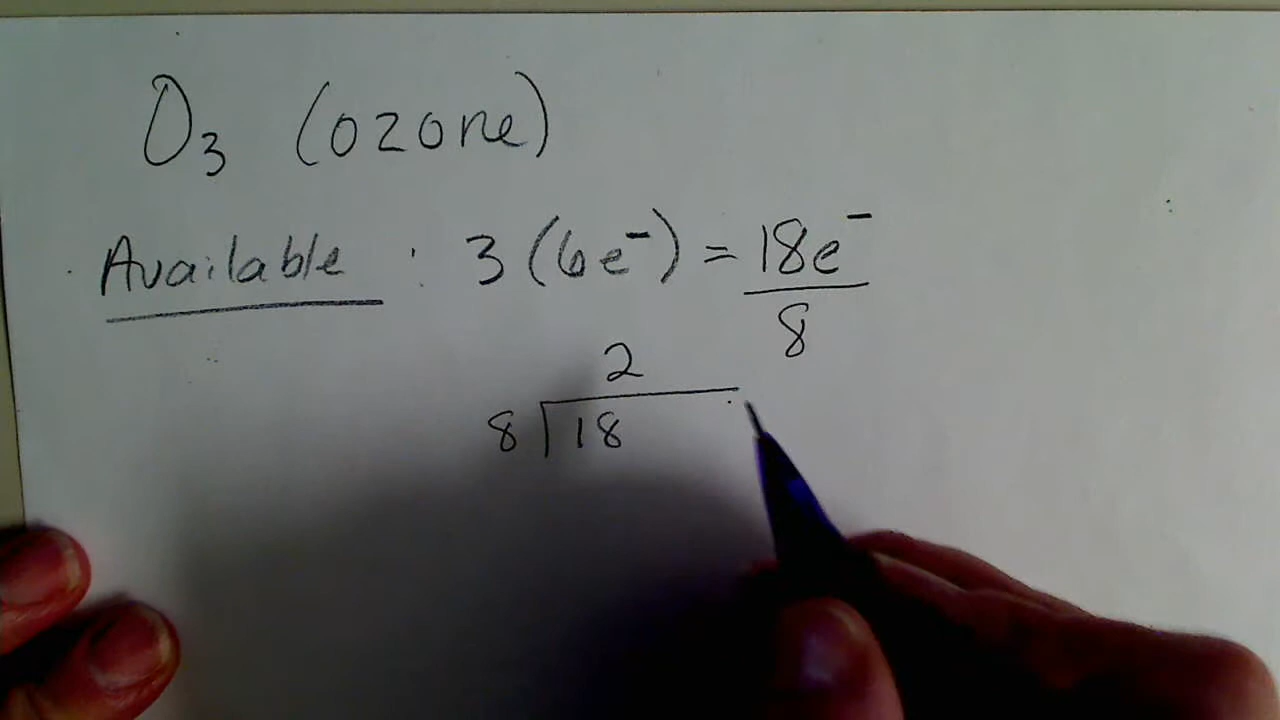 O₃ (ozone)
Available : 3 (6e⁻) = 18e⁻
8
2
8 18